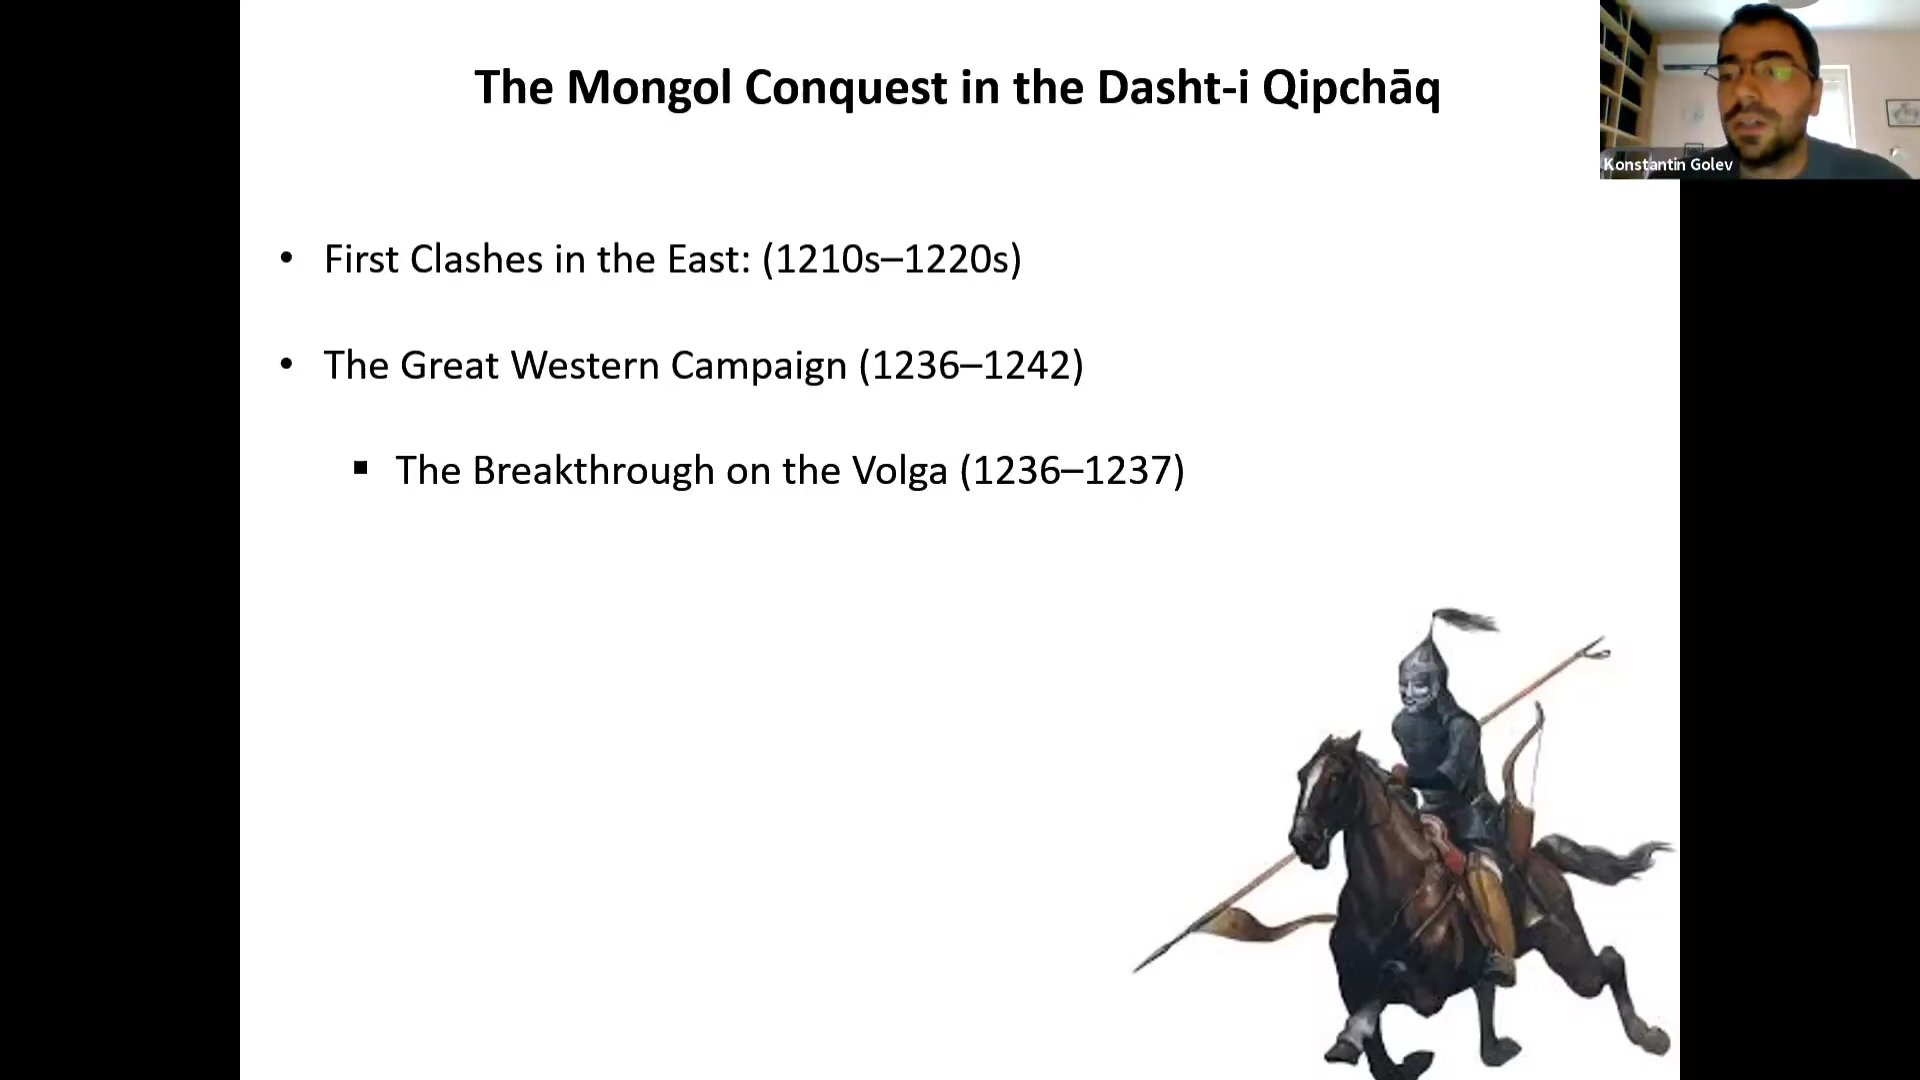 The Mongol Conquest in the Dasht-i Qipchāq
Konstantin Golev
• First Clashes in the East: (1210s–1220s)
• The Great Western Campaign (1236–1242)
▪ The Breakthrough on the Volga (1236–1237)